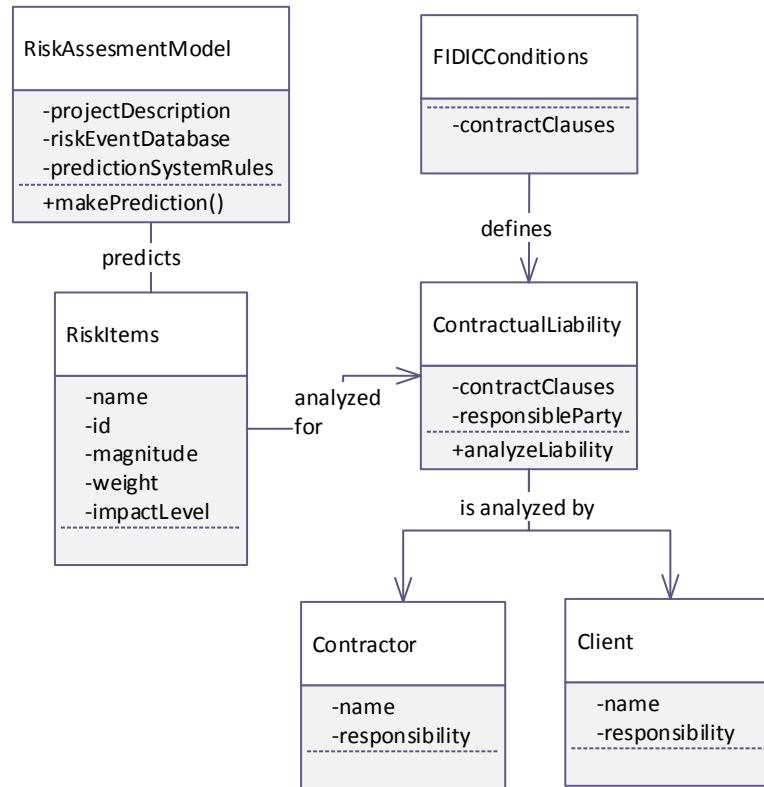 RiskAssesmentModel
-projectDescription
-riskEventDatabase
-predictionSystemRules
+makePrediction()
FIDICConditions
-contractClauses
predicts
defines
RiskItems
-name
-id
-magnitude
-weight
-impactLevel
analyzed
for
ContractualLiability
-contractClauses
-responsibleParty
+analyzeLiability
is analyzed by
Contractor
-name
-responsibility
Client
-name
-responsibility